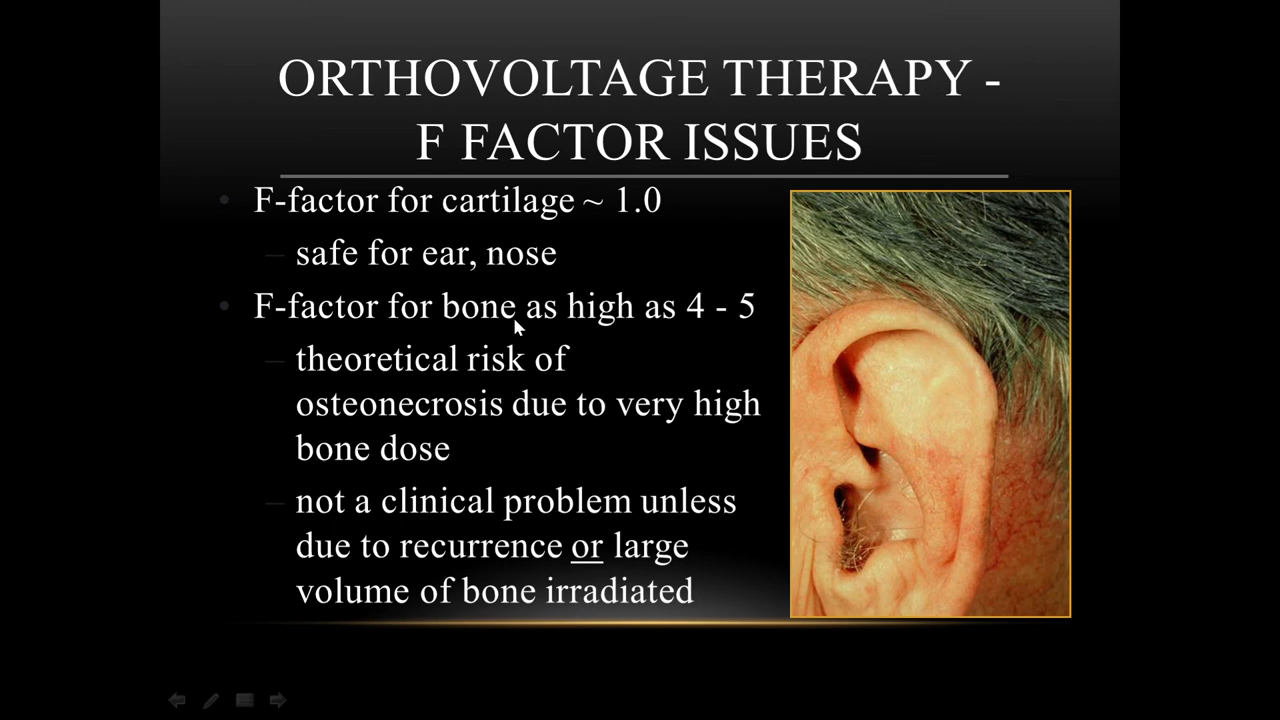 ORTHOVOLTAGE THERAPY -
F FACTOR ISSUES
• F-factor for cartilage ~ 1.0
– safe for ear, nose
• F-factor for bone as high as 4 - 5
– theoretical risk of
osteonecrosis due to very high
bone dose
– not a clinical problem unless
due to recurrence or large
volume of bone irradiated